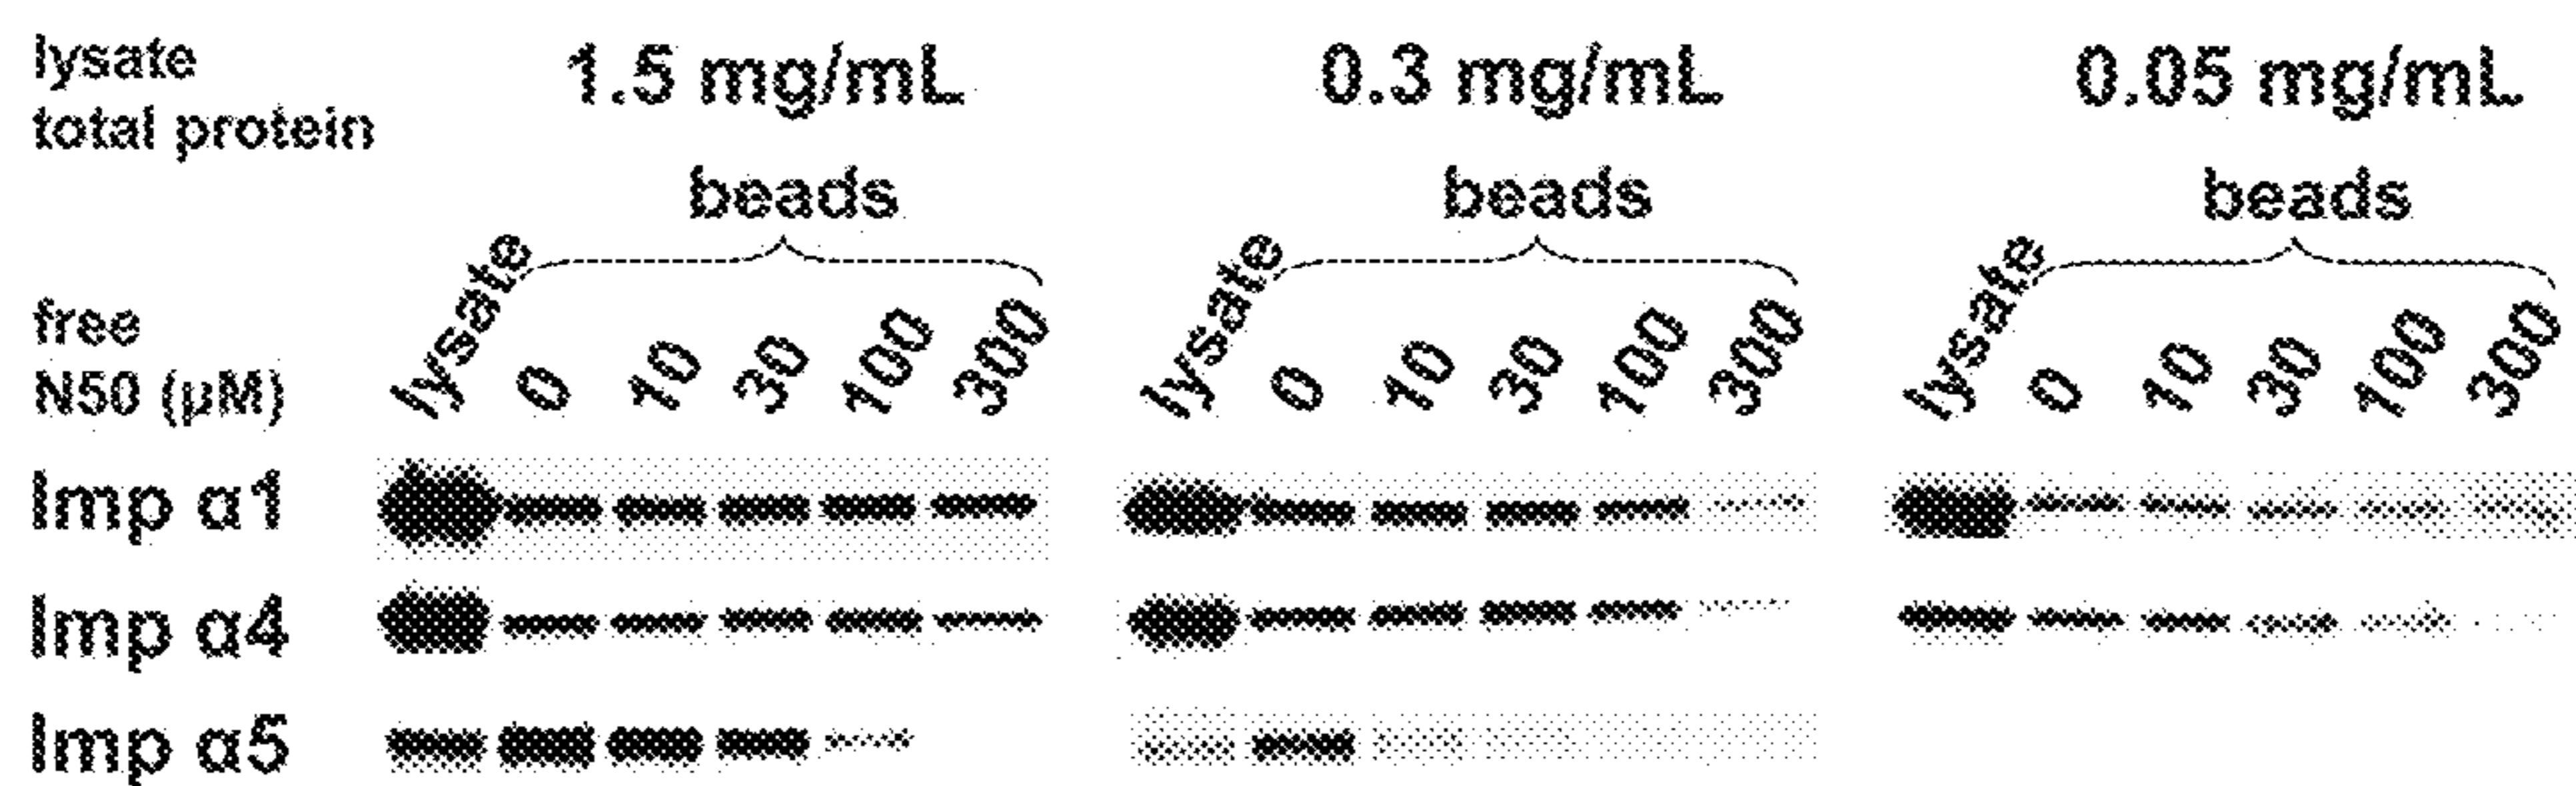 lysate
total protein
1.5 mg/mL
0.3 mg/mL
0.05 mg/mL
beads
beads
beads
free
N50 (μM)
lysate 0 10 30 100 300
lysate 0 10 30 100 300
lysate 0 10 30 100 300
Imp α1
Imp α4
Imp α5